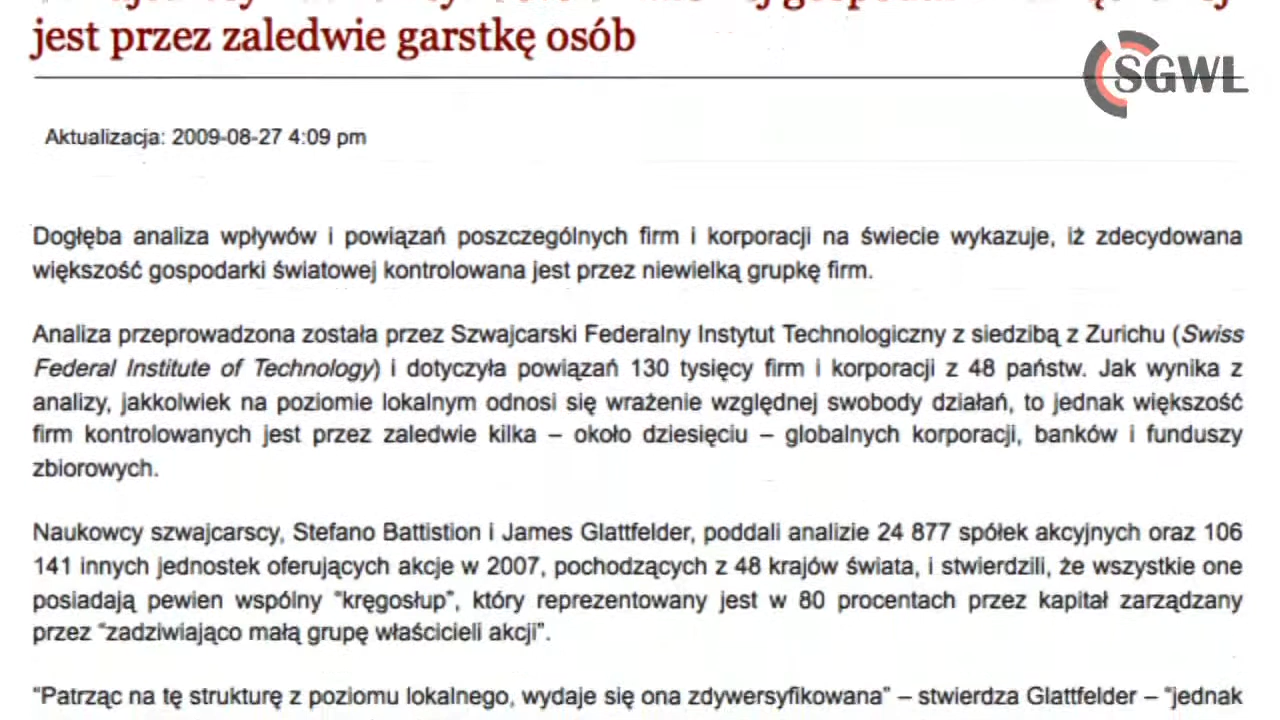 jest przez zaledwie garstkę osób
SGWL
Aktualizacja: 2009-08-27 4:09 pm
Dogłęba analiza wpływów i powiązań poszczególnych firm i korporacji na świecie wykazuje, iż zdecydowana
większość gospodarki światowej kontrolowana jest przez niewielką grupkę firm.
Analiza przeprowadzona została przez Szwajcarski Federalny Instytut Technologiczny z siedzibą z Zurichu (Swiss
Federal Institute of Technology) i dotyczyła powiązań 130 tysięcy firm i korporacji z 48 państw. Jak wynika z
analizy, jakkolwiek na poziomie lokalnym odnosi się wrażenie względnej swobody działań, to jednak większość
firm kontrolowanych jest przez zaledwie kilka – około dziesięciu – globalnych korporacji, banków i funduszy
zbiorowych.
Naukowcy szwajcarscy, Stefano Battistion i James Glattfelder, poddali analizie 24 877 spółek akcyjnych oraz 106
141 innych jednostek oferujących akcje w 2007, pochodzących z 48 krajów świata, i stwierdzili, że wszystkie one
posiadają pewien wspólny "kręgosłup", który reprezentowany jest w 80 procentach przez kapitał zarządzany
przez "zadziwiająco małą grupę właścicieli akcji".
"Patrząc na tę strukturę z poziomu lokalnego, wydaje się ona zdywersyfikowana" – stwierdza Glattfelder – "jednak